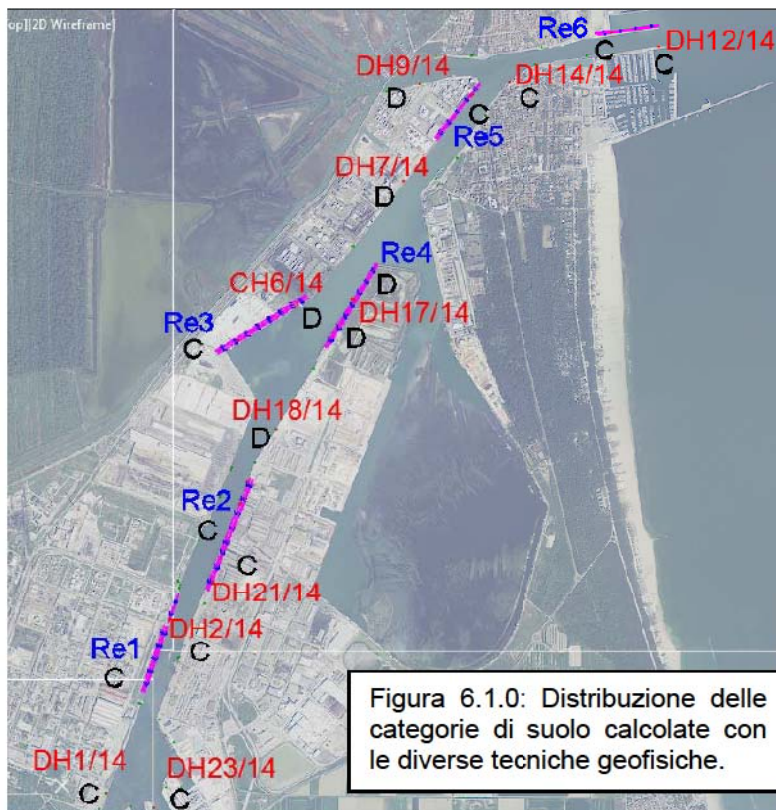 op][2D Wireframe]
Re6
C
DH12/14
C
DH9/14
D
DH14/14
C
C
Re5
DH7/14
D
Re4
D
CH6/14
D
DH17/14
D
Re3
C
DH18/14
D
Re2
C
C
DH21/14
DH2/14
C
Re1
C
DH1/14
C
DH23/14
C
Figura 6.1.0: Distribuzione delle
categorie di suolo calcolate con
le diverse tecniche geofisiche.